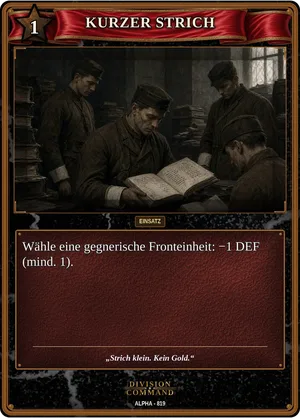 KURZER STRICH
1
EINSATZ
Wähle eine gegnerische Fronteinheit: −1 DEF
(mind. 1).
„Strich klein. Kein Gold.“
DIVISION
COMMAND
ALPHA - 819